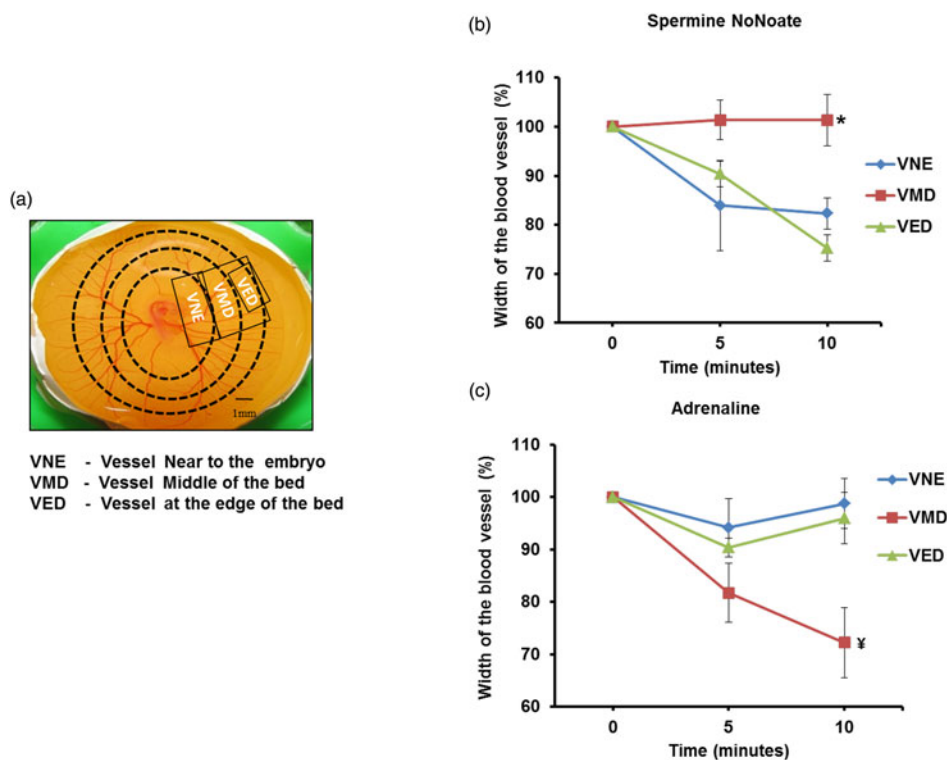 (a)
VNE
VMD
VED
1mm
VNE - Vessel Near to the embryo
VMD - Vessel Middle of the bed
VED - Vessel at the edge of the bed
(b)
Spermine NoNoate
Width of the blood vessel (%)
110
100
90
80
70
60
0 5 10
Time (minutes)
*
VNE
VMD
VED
(c)
Adrenaline
Width of the blood vessel (%)
110
100
90
80
70
60
0 5 10
Time (minutes)
¥
VNE
VMD
VED